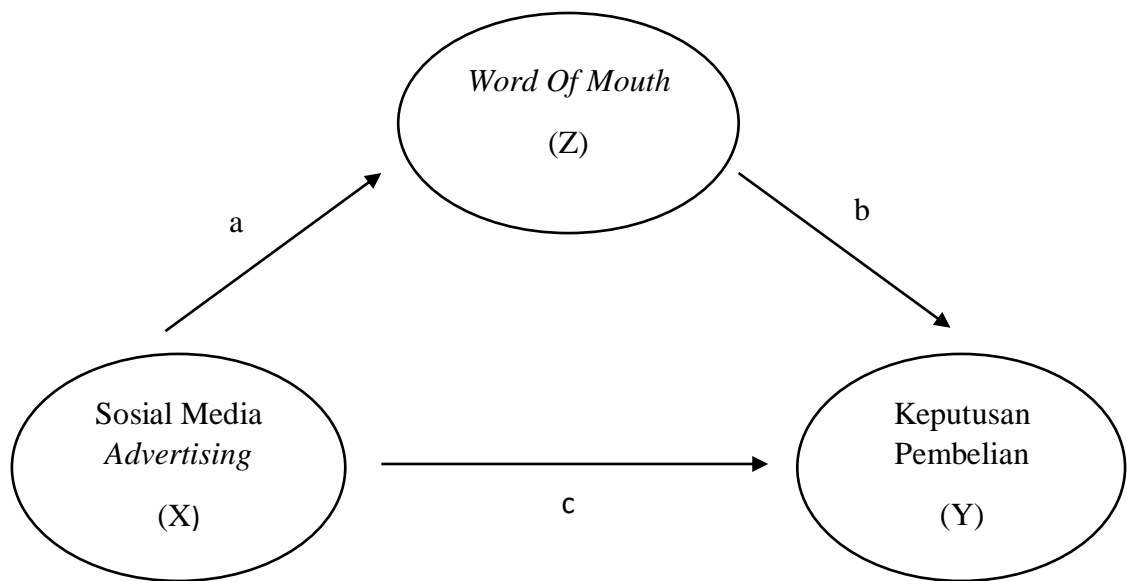 Word Of Mouth
(Z)
a
b
Sosial Media
Advertising
(X)
c
Keputusan
Pembelian
(Y)